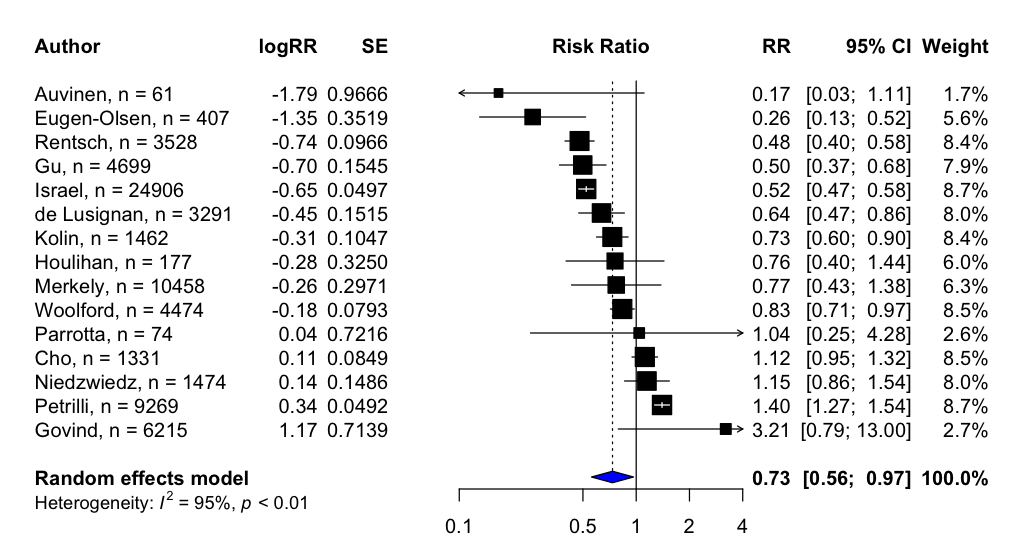 Author logRR SE Risk Ratio RR 95% CI Weight
Auvinen, n = 61 -1.79 0.9666 0.17 [0.03; 1.11] 1.7%
Eugen-Olsen, n = 407 -1.35 0.3519 0.26 [0.13; 0.52] 5.6%
Rentsch, n = 3528 -0.74 0.0966 0.48 [0.40; 0.58] 8.4%
Gu, n = 4699 -0.70 0.1545 0.50 [0.37; 0.68] 7.9%
Israel, n = 24906 -0.65 0.0497 0.52 [0.47; 0.58] 8.7%
de Lusignan, n = 3291 -0.45 0.1515 0.64 [0.47; 0.86] 8.0%
Kolin, n = 1462 -0.31 0.1047 0.73 [0.60; 0.90] 8.4%
Houlihan, n = 177 -0.28 0.3250 0.76 [0.40; 1.44] 6.0%
Merkely, n = 10458 -0.26 0.2971 0.77 [0.43; 1.38] 6.3%
Woolford, n = 4474 -0.18 0.0793 0.83 [0.71; 0.97] 8.5%
Parrotta, n = 74 0.04 0.7216 1.04 [0.25; 4.28] 2.6%
Cho, n = 1331 0.11 0.0849 1.12 [0.95; 1.32] 8.5%
Niedzwiedz, n = 1474 0.14 0.1486 1.15 [0.86; 1.54] 8.0%
Petrilli, n = 9269 0.34 0.0492 1.40 [1.27; 1.54] 8.7%
Govind, n = 6215 1.17 0.7139 3.21 [0.79; 13.00] 2.7%
Random effects model 0.73 [0.56; 0.97] 100.0%
Heterogeneity: I² = 95%, p < 0.01
0.1 0.5 1 2 4